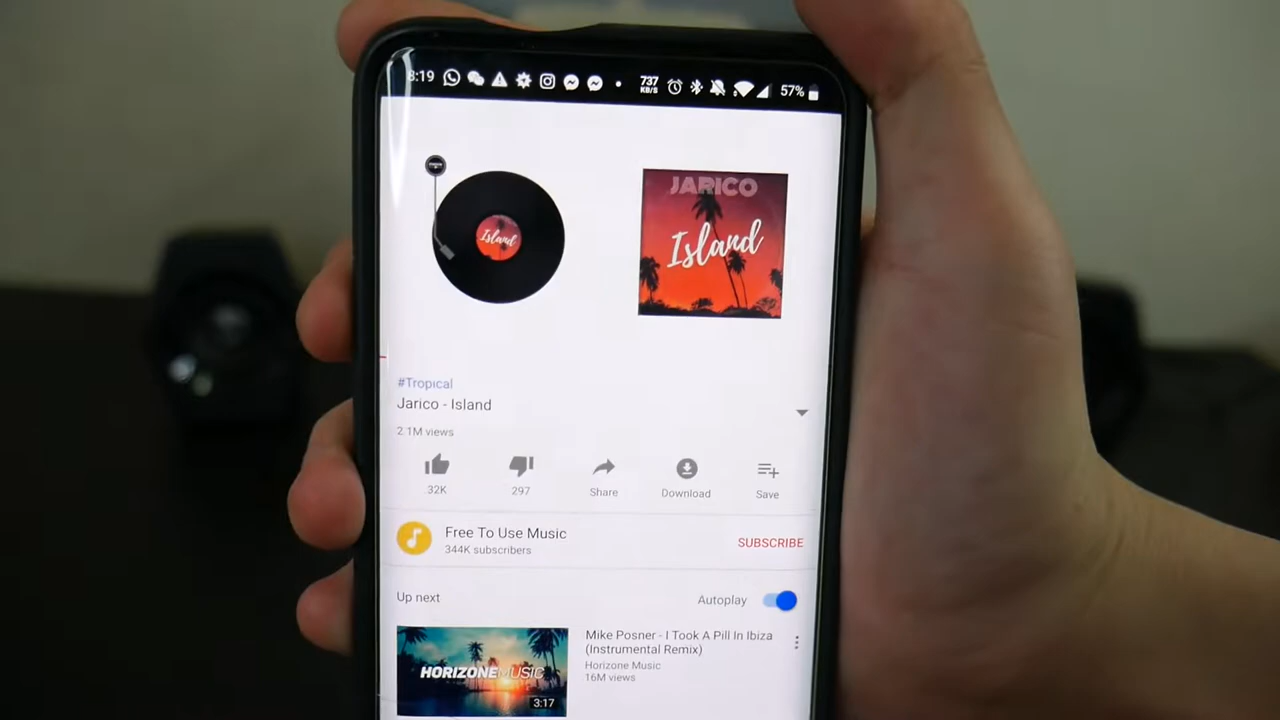 8:19 737 KB/S 57%
Island
JARICO
Island
#Tropical
Jarico - Island
2.1M views
32K 297 Share Download Save
Free To Use Music
344K subscribers
SUBSCRIBE
Up next Autoplay
HORIZONEMUSIC
3:17
Mike Posner - I Took A Pill In Ibiza
(Instrumental Remix)
Horizone Music
16M views